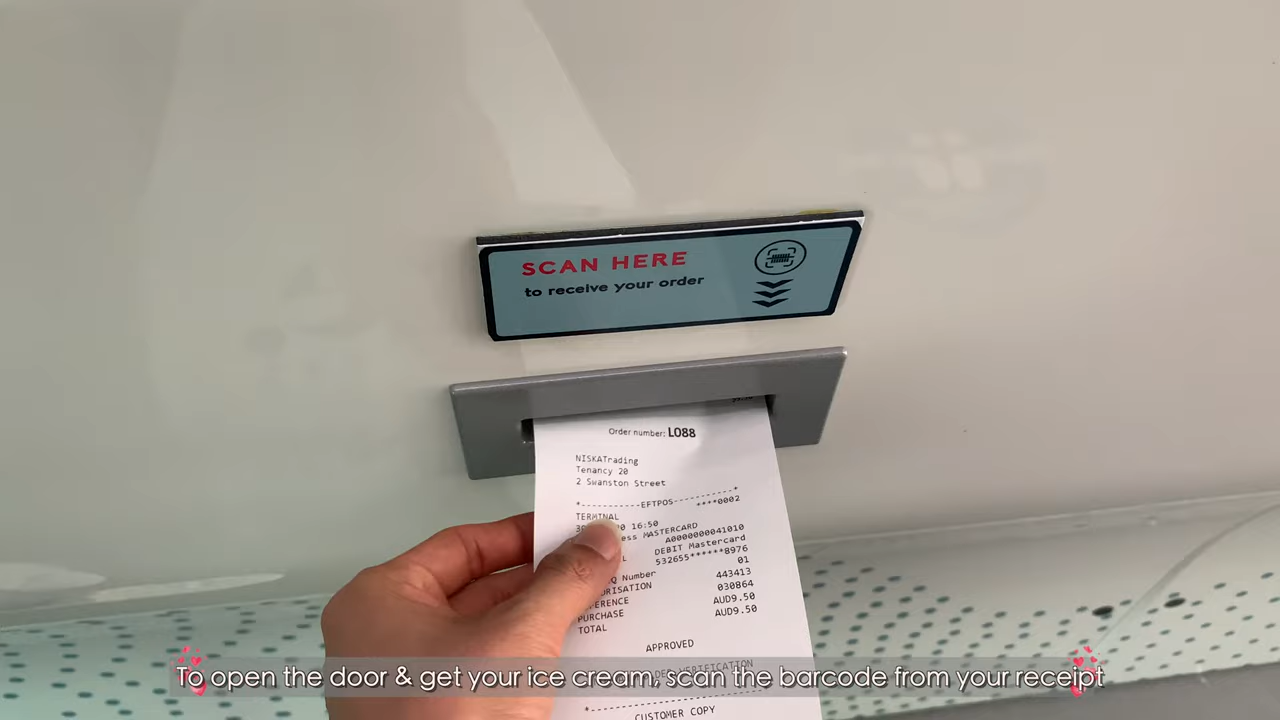 SCAN HERE
to receive your order
Order number: L088
NISKATrading
Tenancy 20
2 Swanston Street
*----------EFTPOS-----------*
TERMINAL ****0002
16:50
MASTERCARD
A0000000041010
DEBIT Mastercard
532655******8976
Number 01
443413
030864
PURCHASE AUD9.50
TOTAL AUD9.50
APPROVED
VERIFICATION
To open the door & get your ice cream, scan the barcode from your receipt
CUSTOMER COPY